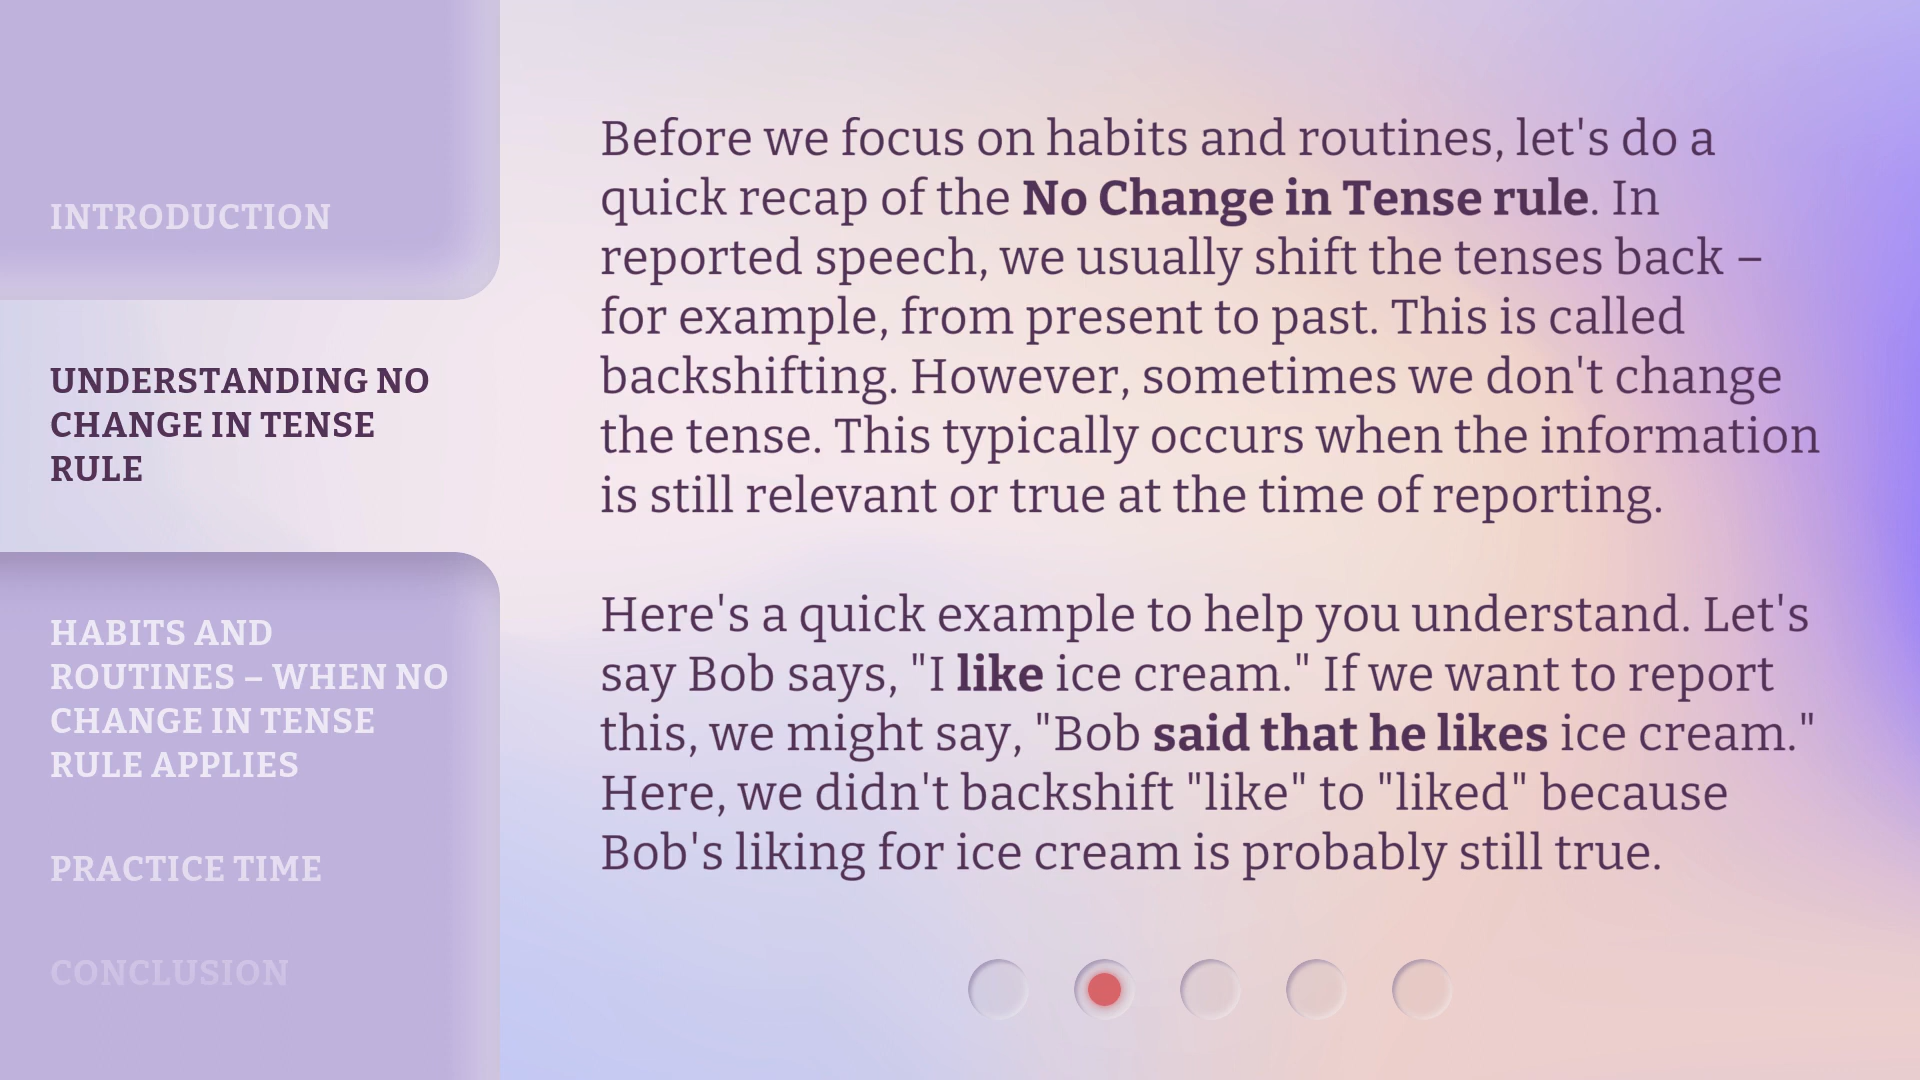 INTRODUCTION
UNDERSTANDING NO
CHANGE IN TENSE
RULE
HABITS AND
ROUTINES – WHEN NO
CHANGE IN TENSE
RULE APPLIES
PRACTICE TIME
CONCLUSION
Before we focus on habits and routines, let's do a
quick recap of the No Change in Tense rule. In
reported speech, we usually shift the tenses back –
for example, from present to past. This is called
backshifting. However, sometimes we don't change
the tense. This typically occurs when the information
is still relevant or true at the time of reporting.
Here's a quick example to help you understand. Let's
say Bob says, "I like ice cream." If we want to report
this, we might say, "Bob said that he likes ice cream."
Here, we didn't backshift "like" to "liked" because
Bob's liking for ice cream is probably still true.